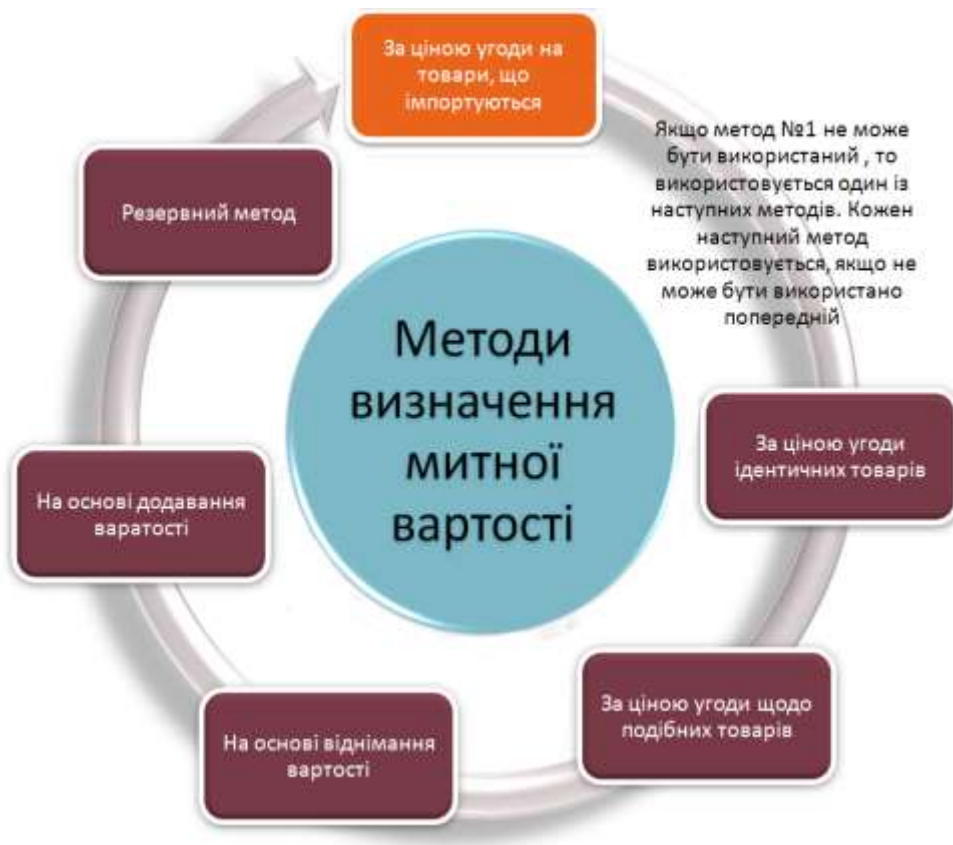 За ціною угоди на
товари, що
імпортуються
Якщо метод №1 не може
бути використаний , то
використовується один із
наступних методів. Кожен
наступний метод
використовується, якщо не
може бути використано
попередній
Резервний метод
Методи
визначення
митної
вартості
За ціною угоди
ідентичних товарів
На основі додавання
варатості
За ціною угоди щодо
подібних товарів
На основі віднімання
вартості